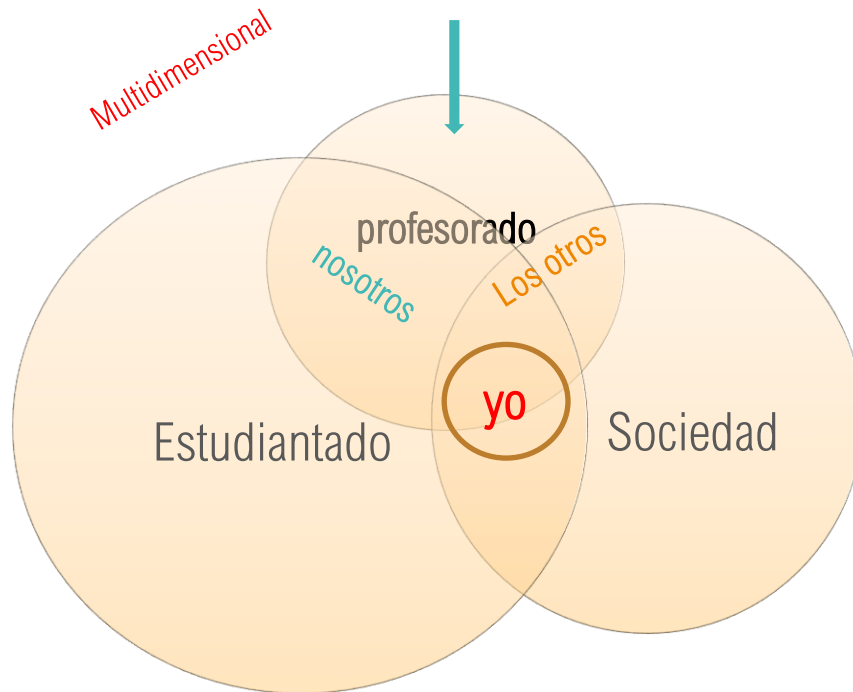 Multidimensional
profesorado
nosotros
Los otros
yo
Estudiantado
Sociedad